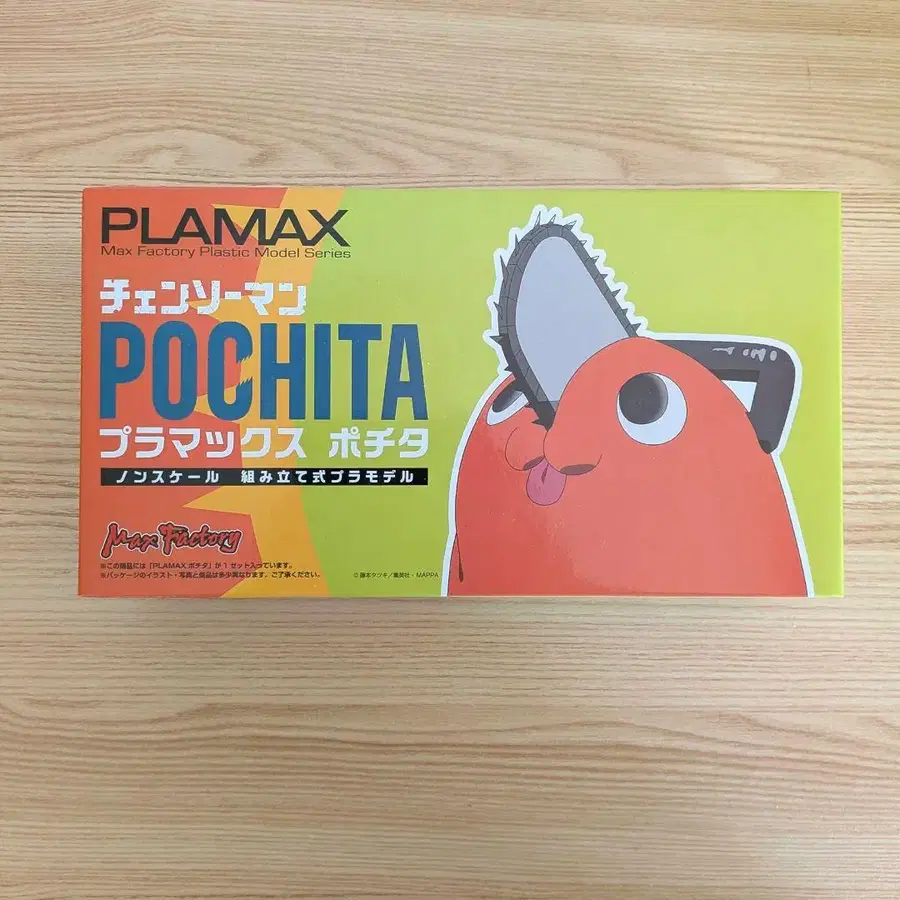 PLAMAX
Max Factory Plastic Model Series
チェンソーマン
POCHITA
プラマックス ポチタ
ノンスケール 組み立て式プラモデル
Max Factory
※この商品には「PLAMAX ポチタ」が1セット入っています。
※パッケージのイラスト・写真と商品は多少異なります。ご了承ください。
© 藤本タツキ／集英社・MAPPA